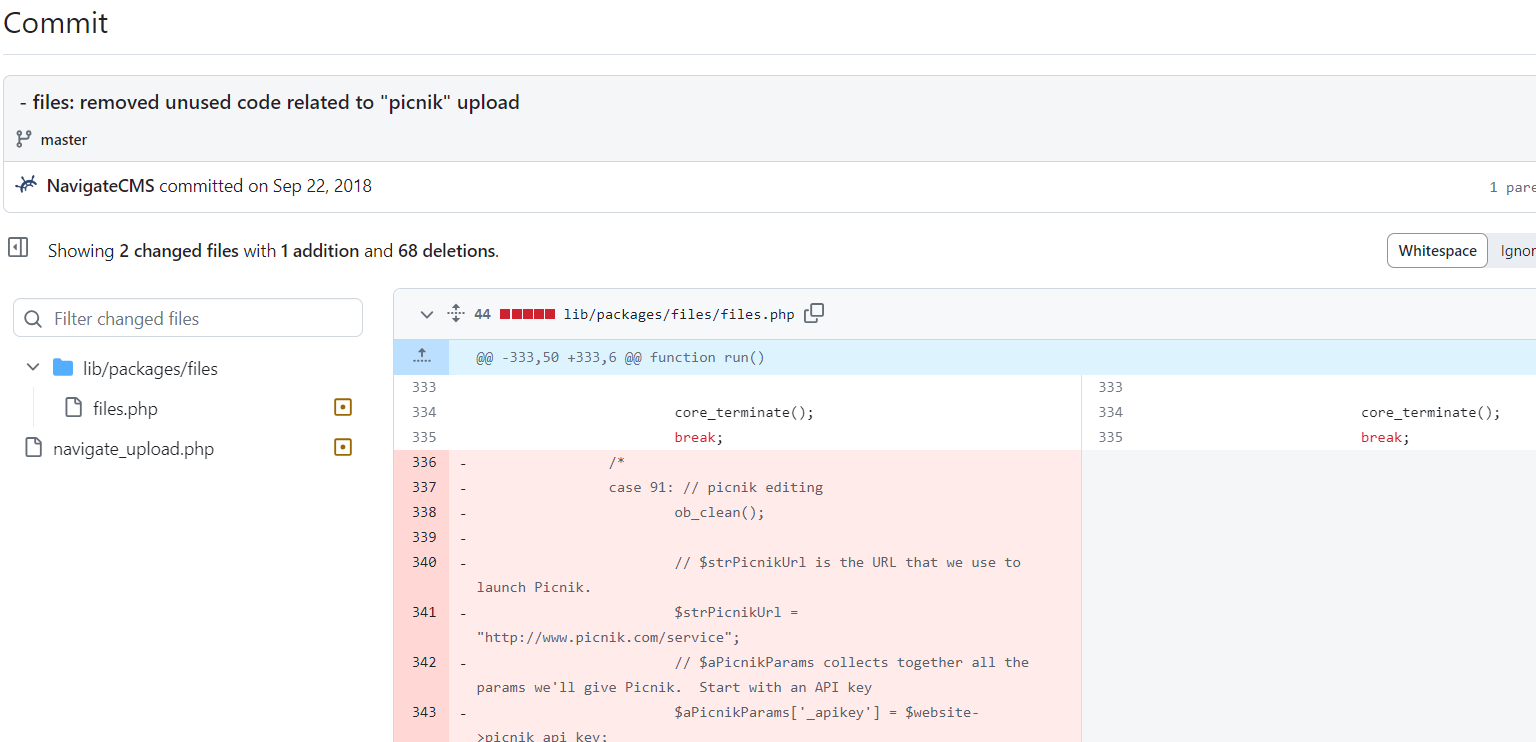 Commit
- files: removed unused code related to "picnik" upload
master
NavigateCMS committed on Sep 22, 2018
1 pare
Showing 2 changed files with 1 addition and 68 deletions.
Whitespace
Ignor
Filter changed files
lib/packages/files
files.php
navigate_upload.php
44 lib/packages/files/files.php
@@ -333,50 +333,6 @@ function run()
333
334 core_terminate();
335 break;
336 - /*
337 - case 91: // picnik editing
338 - ob_clean();
339 -
340 - // $strPicnikUrl is the URL that we use to
launch Picnik.
341 - $strPicnikUrl =
"http://www.picnik.com/service";
342 - // $aPicnikParams collects together all the
params we'll give Picnik.  Start with an API key
343 - $aPicnikParams['_apikey'] = $website-
>picnik_api_key;
333
334 core_terminate();
335 break;